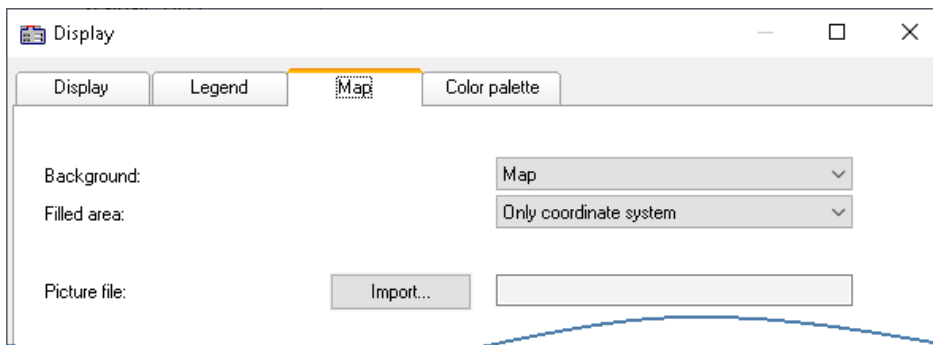 Display
Display Legend Map Color palette
Background: Map
Filled area: Only coordinate system
Picture file: Import...